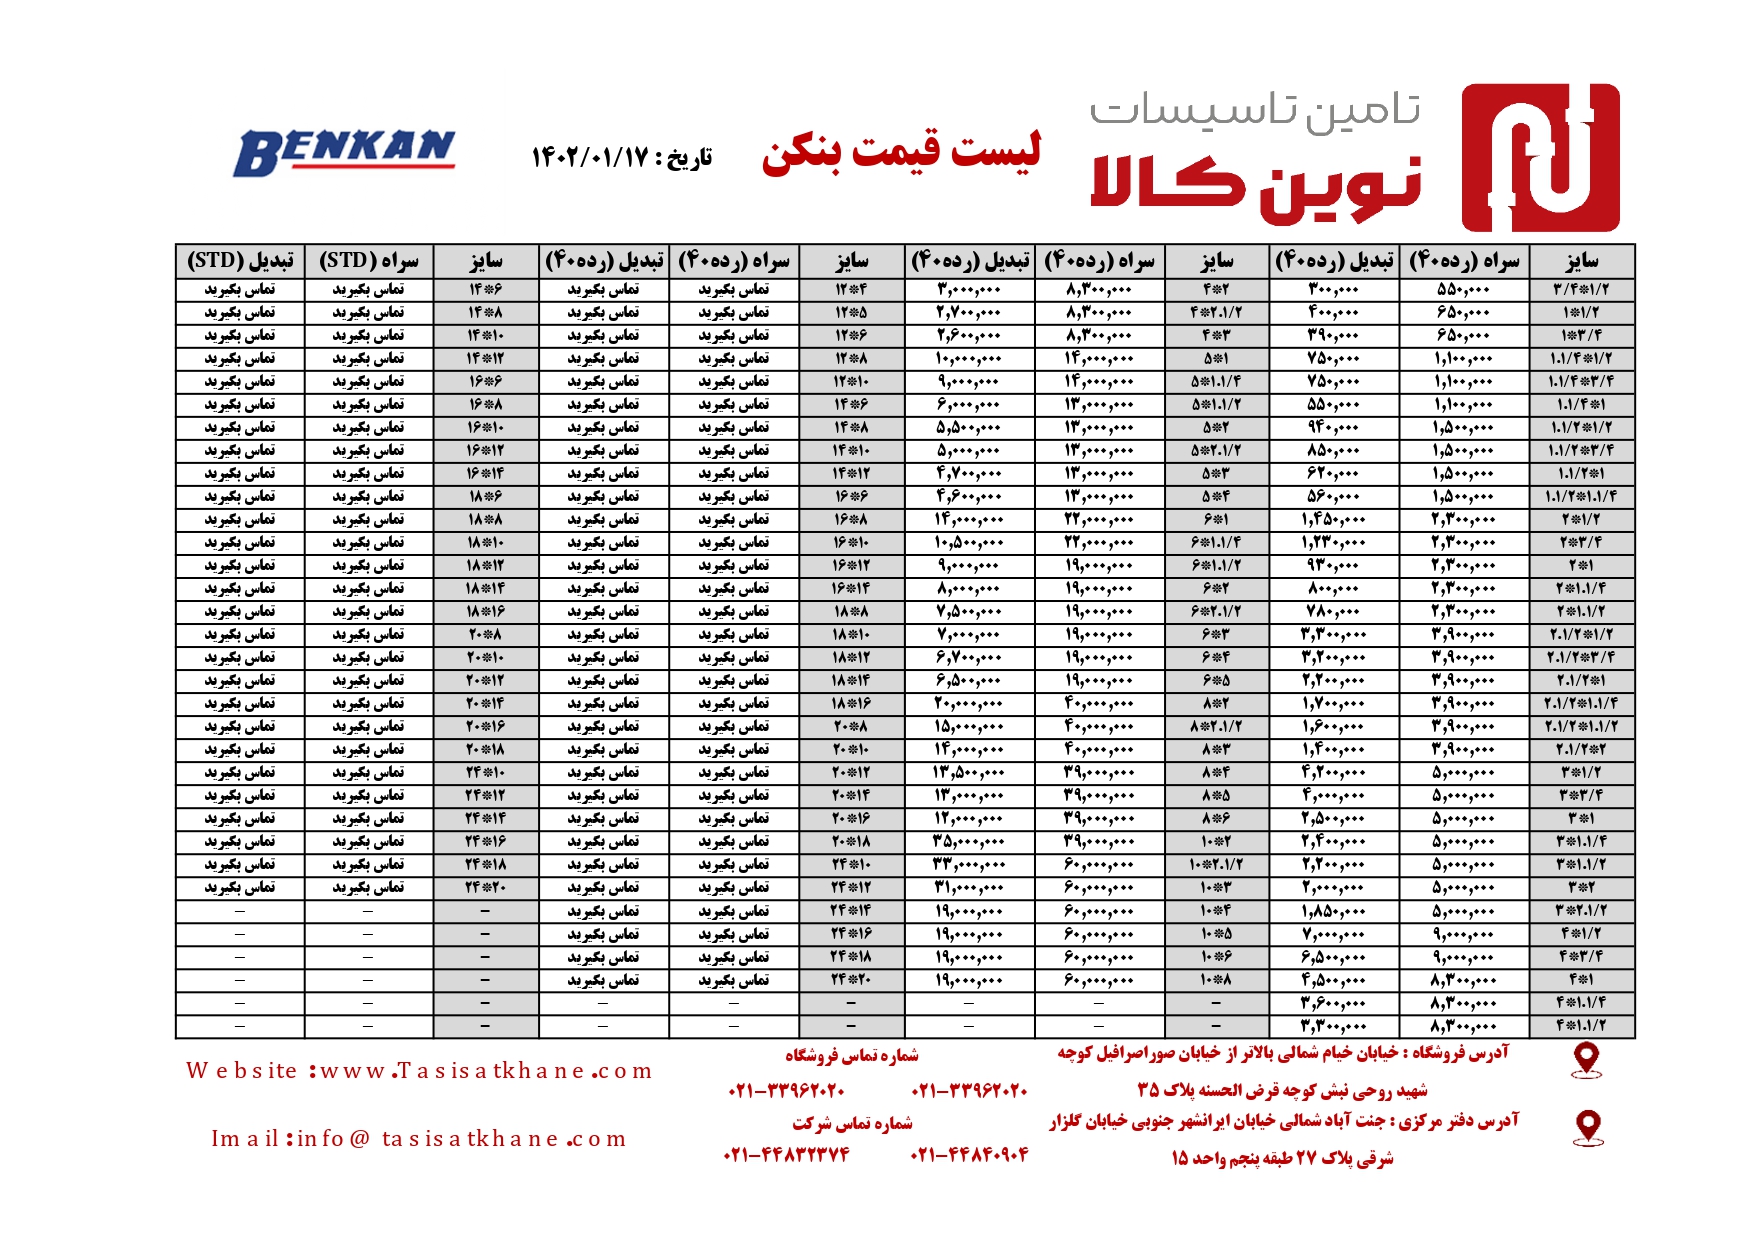 تامین تاسیسات
نوین کالا
لیست قیمت بنکن
تاریخ : ۱۴۰۲/۰۱/۱۷
BENKAN
سایز سراه (رده۴۰) تبدیل (رده۴۰) سایز سراه (رده۴۰) تبدیل (رده۴۰) سایز سراه (رده۴۰) تبدیل (رده۴۰) سایز سراه (STD) تبدیل (STD)
۳/۴*۱/۲ ۵۵۰,۰۰۰ ۳۰۰,۰۰۰ ۴*۲ ۸,۳۰۰,۰۰۰ ۳,۰۰۰,۰۰۰ ۱۲*۴ تماس بگیرید تماس بگیرید ۱۴*۶ تماس بگیرید تماس بگیرید
۱*۱/۲ ۶۵۰,۰۰۰ ۴۰۰,۰۰۰ ۴*۲.۱/۲ ۸,۳۰۰,۰۰۰ ۲,۷۰۰,۰۰۰ ۱۲*۵ تماس بگیرید تماس بگیرید ۱۴*۸ تماس بگیرید تماس بگیرید
۱*۳/۴ ۶۵۰,۰۰۰ ۳۹۰,۰۰۰ ۴*۳ ۸,۳۰۰,۰۰۰ ۲,۶۰۰,۰۰۰ ۱۲*۶ تماس بگیرید تماس بگیرید ۱۴*۱۰ تماس بگیرید تماس بگیرید
۱.۱/۴*۱/۲ ۱,۱۰۰,۰۰۰ ۷۵۰,۰۰۰ ۵*۱ ۱۴,۰۰۰,۰۰۰ ۱۰,۰۰۰,۰۰۰ ۱۲*۸ تماس بگیرید تماس بگیرید ۱۴*۱۲ تماس بگیرید تماس بگیرید
۱.۱/۴*۳/۴ ۱,۱۰۰,۰۰۰ ۷۵۰,۰۰۰ ۵*۱.۱/۴ ۱۴,۰۰۰,۰۰۰ ۹,۰۰۰,۰۰۰ ۱۲*۱۰ تماس بگیرید تماس بگیرید ۱۶*۶ تماس بگیرید تماس بگیرید
۱.۱/۴*۱ ۱,۱۰۰,۰۰۰ ۵۵۰,۰۰۰ ۵*۱.۱/۲ ۱۳,۰۰۰,۰۰۰ ۶,۰۰۰,۰۰۰ ۱۴*۶ تماس بگیرید تماس بگیرید ۱۶*۸ تماس بگیرید تماس بگیرید
۱.۱/۲*۱/۲ ۱,۵۰۰,۰۰۰ ۹۴۰,۰۰۰ ۵*۲ ۱۳,۰۰۰,۰۰۰ ۵,۵۰۰,۰۰۰ ۱۴*۸ تماس بگیرید تماس بگیرید ۱۶*۱۰ تماس بگیرید تماس بگیرید
۱.۱/۲*۳/۴ ۱,۵۰۰,۰۰۰ ۸۵۰,۰۰۰ ۵*۲.۱/۲ ۱۳,۰۰۰,۰۰۰ ۵,۰۰۰,۰۰۰ ۱۴*۱۰ تماس بگیرید تماس بگیرید ۱۶*۱۲ تماس بگیرید تماس بگیرید
۱.۱/۲*۱ ۱,۵۰۰,۰۰۰ ۶۲۰,۰۰۰ ۵*۳ ۱۳,۰۰۰,۰۰۰ ۴,۷۰۰,۰۰۰ ۱۴*۱۲ تماس بگیرید تماس بگیرید ۱۶*۱۴ تماس بگیرید تماس بگیرید
۱.۱/۲*۱.۱/۴ ۱,۵۰۰,۰۰۰ ۵۶۰,۰۰۰ ۵*۴ ۱۳,۰۰۰,۰۰۰ ۴,۶۰۰,۰۰۰ ۱۶*۶ تماس بگیرید تماس بگیرید ۱۸*۶ تماس بگیرید تماس بگیرید
۲*۱/۲ ۲,۳۰۰,۰۰۰ ۱,۴۵۰,۰۰۰ ۶*۱ ۲۲,۰۰۰,۰۰۰ ۱۴,۰۰۰,۰۰۰ ۱۶*۸ تماس بگیرید تماس بگیرید ۱۸*۸ تماس بگیرید تماس بگیرید
۲*۳/۴ ۲,۳۰۰,۰۰۰ ۱,۲۳۰,۰۰۰ ۶*۱.۱/۴ ۲۲,۰۰۰,۰۰۰ ۱۰,۵۰۰,۰۰۰ ۱۶*۱۰ تماس بگیرید تماس بگیرید ۱۸*۱۰ تماس بگیرید تماس بگیرید
۲*۱ ۲,۳۰۰,۰۰۰ ۹۳۰,۰۰۰ ۶*۱.۱/۲ ۱۹,۰۰۰,۰۰۰ ۹,۰۰۰,۰۰۰ ۱۶*۱۲ تماس بگیرید تماس بگیرید ۱۸*۱۲ تماس بگیرید تماس بگیرید
۲*۱.۱/۴ ۲,۳۰۰,۰۰۰ ۸۰۰,۰۰۰ ۶*۲ ۱۹,۰۰۰,۰۰۰ ۸,۰۰۰,۰۰۰ ۱۶*۱۴ تماس بگیرید تماس بگیرید ۱۸*۱۴ تماس بگیرید تماس بگیرید
۲*۱.۱/۲ ۲,۳۰۰,۰۰۰ ۷۸۰,۰۰۰ ۶*۲.۱/۲ ۱۹,۰۰۰,۰۰۰ ۷,۵۰۰,۰۰۰ ۱۸*۸ تماس بگیرید تماس بگیرید ۱۸*۱۶ تماس بگیرید تماس بگیرید
۲.۱/۲*۱/۲ ۳,۹۰۰,۰۰۰ ۳,۳۰۰,۰۰۰ ۶*۳ ۱۹,۰۰۰,۰۰۰ ۷,۰۰۰,۰۰۰ ۱۸*۱۰ تماس بگیرید تماس بگیرید ۲۰*۸ تماس بگیرید تماس بگیرید
۲.۱/۲*۳/۴ ۳,۹۰۰,۰۰۰ ۳,۲۰۰,۰۰۰ ۶*۴ ۱۹,۰۰۰,۰۰۰ ۶,۷۰۰,۰۰۰ ۱۸*۱۲ تماس بگیرید تماس بگیرید ۲۰*۱۰ تماس بگیرید تماس بگیرید
۲.۱/۲*۱ ۳,۹۰۰,۰۰۰ ۲,۲۰۰,۰۰۰ ۶*۵ ۱۹,۰۰۰,۰۰۰ ۶,۵۰۰,۰۰۰ ۱۸*۱۴ تماس بگیرید تماس بگیرید ۲۰*۱۲ تماس بگیرید تماس بگیرید
۲.۱/۲*۱.۱/۴ ۳,۹۰۰,۰۰۰ ۱,۷۰۰,۰۰۰ ۸*۲ ۴۰,۰۰۰,۰۰۰ ۲۰,۰۰۰,۰۰۰ ۱۸*۱۶ تماس بگیرید تماس بگیرید ۲۰*۱۴ تماس بگیرید تماس بگیرید
۲.۱/۲*۱.۱/۲ ۳,۹۰۰,۰۰۰ ۱,۶۰۰,۰۰۰ ۸*۲.۱/۲ ۴۰,۰۰۰,۰۰۰ ۱۵,۰۰۰,۰۰۰ ۲۰*۸ تماس بگیرید تماس بگیرید ۲۰*۱۶ تماس بگیرید تماس بگیرید
۲.۱/۲*۲ ۳,۹۰۰,۰۰۰ ۱,۴۰۰,۰۰۰ ۸*۳ ۴۰,۰۰۰,۰۰۰ ۱۴,۰۰۰,۰۰۰ ۲۰*۱۰ تماس بگیرید تماس بگیرید ۲۰*۱۸ تماس بگیرید تماس بگیرید
۳*۱/۲ ۵,۰۰۰,۰۰۰ ۴,۲۰۰,۰۰۰ ۸*۴ ۳۹,۰۰۰,۰۰۰ ۱۳,۵۰۰,۰۰۰ ۲۰*۱۲ تماس بگیرید تماس بگیرید ۲۴*۱۰ تماس بگیرید تماس بگیرید
۳*۳/۴ ۵,۰۰۰,۰۰۰ ۴,۰۰۰,۰۰۰ ۸*۵ ۳۹,۰۰۰,۰۰۰ ۱۳,۰۰۰,۰۰۰ ۲۰*۱۴ تماس بگیرید تماس بگیرید ۲۴*۱۲ تماس بگیرید تماس بگیرید
۳*۱ ۵,۰۰۰,۰۰۰ ۲,۵۰۰,۰۰۰ ۸*۶ ۳۹,۰۰۰,۰۰۰ ۱۲,۰۰۰,۰۰۰ ۲۰*۱۶ تماس بگیرید تماس بگیرید ۲۴*۱۴ تماس بگیرید تماس بگیرید
۳*۱.۱/۴ ۵,۰۰۰,۰۰۰ ۲,۴۰۰,۰۰۰ ۱۰*۲ ۳۹,۰۰۰,۰۰۰ ۳۵,۰۰۰,۰۰۰ ۲۰*۱۸ تماس بگیرید تماس بگیرید ۲۴*۱۶ تماس بگیرید تماس بگیرید
۳*۱.۱/۲ ۵,۰۰۰,۰۰۰ ۲,۲۰۰,۰۰۰ ۱۰*۲.۱/۲ ۶۰,۰۰۰,۰۰۰ ۳۳,۰۰۰,۰۰۰ ۲۴*۱۰ تماس بگیرید تماس بگیرید ۲۴*۱۸ تماس بگیرید تماس بگیرید
۳*۲ ۵,۰۰۰,۰۰۰ ۲,۰۰۰,۰۰۰ ۱۰*۳ ۶۰,۰۰۰,۰۰۰ ۳۱,۰۰۰,۰۰۰ ۲۴*۱۲ تماس بگیرید تماس بگیرید ۲۴*۲۰ تماس بگیرید تماس بگیرید
۳*۲.۱/۲ ۵,۰۰۰,۰۰۰ ۱,۸۵۰,۰۰۰ ۱۰*۴ ۶۰,۰۰۰,۰۰۰ ۱۹,۰۰۰,۰۰۰ ۲۴*۱۴ تماس بگیرید تماس بگیرید – – –
۴*۱/۲ ۹,۰۰۰,۰۰۰ ۷,۰۰۰,۰۰۰ ۱۰*۵ ۶۰,۰۰۰,۰۰۰ ۱۹,۰۰۰,۰۰۰ ۲۴*۱۶ تماس بگیرید تماس بگیرید – – –
۴*۳/۴ ۹,۰۰۰,۰۰۰ ۶,۵۰۰,۰۰۰ ۱۰*۶ ۶۰,۰۰۰,۰۰۰ ۱۹,۰۰۰,۰۰۰ ۲۴*۱۸ تماس بگیرید تماس بگیرید – – –
۴*۱ ۸,۳۰۰,۰۰۰ ۴,۵۰۰,۰۰۰ ۱۰*۸ ۶۰,۰۰۰,۰۰۰ ۱۹,۰۰۰,۰۰۰ ۲۴*۲۰ تماس بگیرید تماس بگیرید – – –
۴*۱.۱/۴ ۸,۳۰۰,۰۰۰ ۳,۶۰۰,۰۰۰ – – – – – – – – –
۴*۱.۱/۲ ۸,۳۰۰,۰۰۰ ۳,۳۰۰,۰۰۰ – – – – – – – – –
آدرس فروشگاه : خیابان خیام شمالی بالاتر از خیابان صوراصرافیل کوچه
شهید روحی نبش کوچه قرض الحسنه پلاک ۳۵
آدرس دفتر مرکزی : جنت آباد شمالی خیابان ایرانشهر جنوبی خیابان گلزار
شرقی پلاک ۲۷ طبقه پنجم واحد ۱۵
شماره تماس فروشگاه
۰۲۱-۳۳۹۶۲۰۲۰ ۰۲۱-۳۳۹۶۲۰۲۰
شماره تماس شرکت
۰۲۱-۴۴۸۴۰۹۰۴ ۰۲۱-۴۴۸۳۲۳۷۴
Website :www.Tasisatkhane.com
Imail:info@ tasisatkhane.com